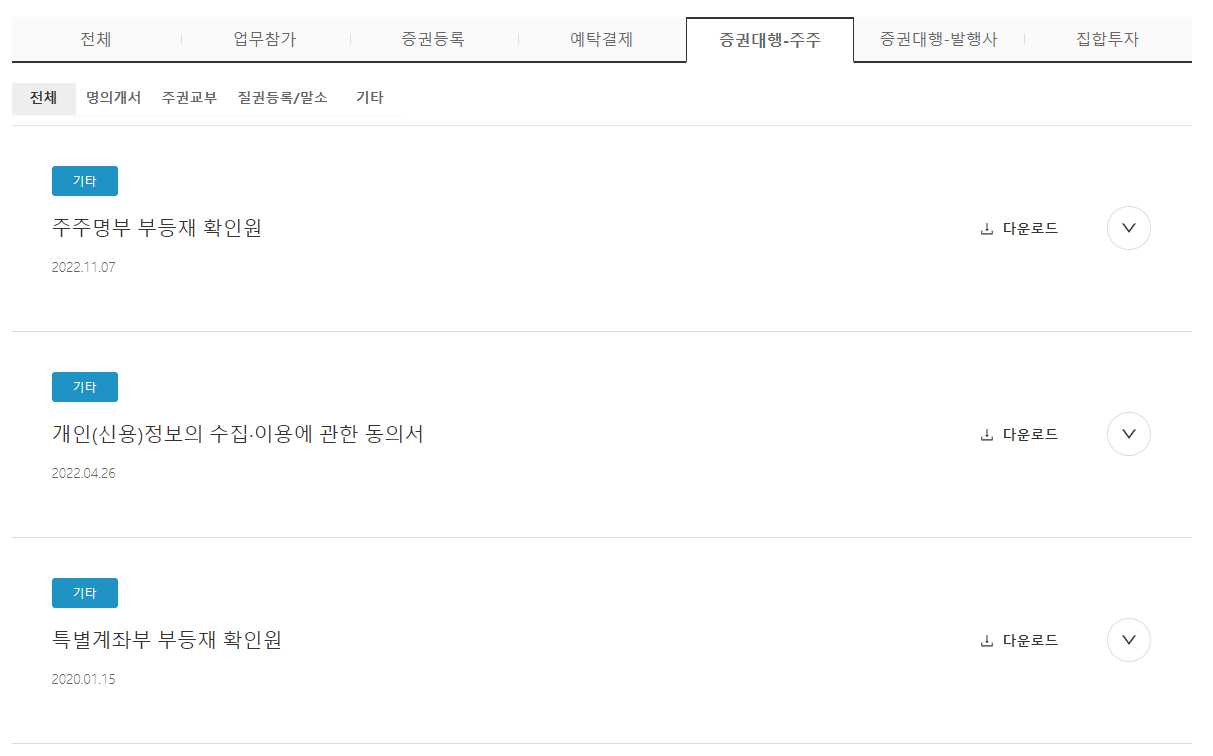 전체 업무참가 증권등록 예탁결제 증권대행-주주 증권대행-발행사 집합투자
전체 명의개서 주권교부 질권등록/말소 기타
기타
주주명부 부등재 확인원
다운로드
2022.11.07
기타
개인(신용)정보의 수집·이용에 관한 동의서
다운로드
2022.04.26
기타
특별계좌부 부등재 확인원
다운로드
2020.01.15